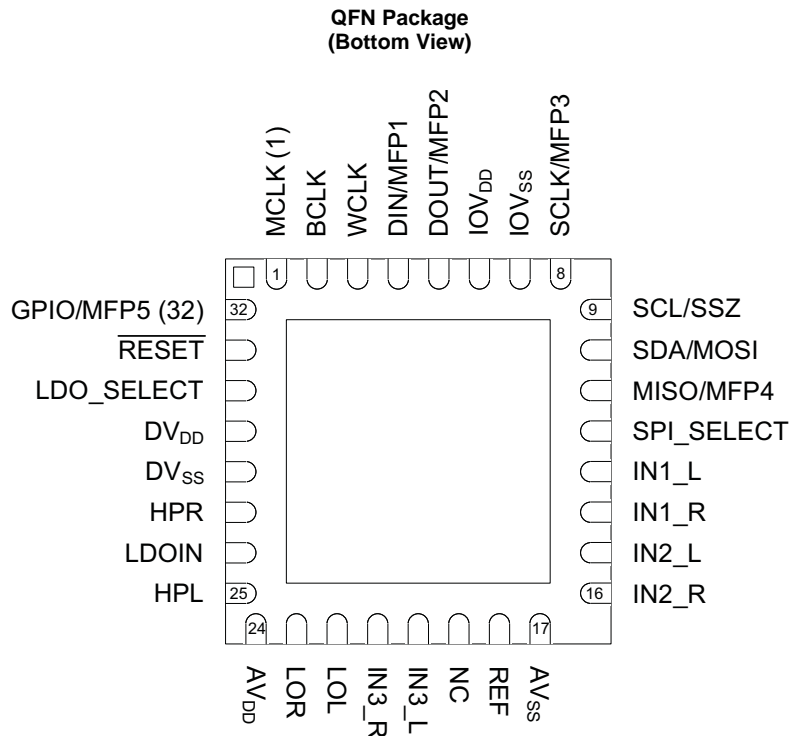 QFN Package
(Bottom View)
MCLK (1)
BCLK
WCLK
DIN/MFP1
DOUT/MFP2
IOVDD
IOVSS
SCLK/MFP3
1
8
GPIO/MFP5 (32)
32
9
SCL/SSZ
RESET
SDA/MOSI
LDO_SELECT
MISO/MFP4
DVDD
SPI_SELECT
DVSS
IN1_L
HPR
IN1_R
LDOIN
IN2_L
HPL
25
16
IN2_R
24
17
AVDD
LOR
LOL
IN3_R
IN3_L
NC
REF
AVSS